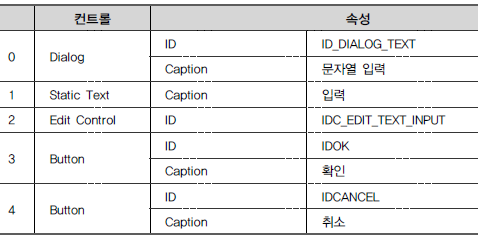 컨트롤 속성
0 Dialog ID ID_DIALOG_TEXT
Caption 문자열 입력
1 Static Text Caption 입력
2 Edit Control ID IDC_EDIT_TEXT_INPUT
3 Button ID IDOK
Caption 확인
4 Button ID IDCANCEL
Caption 취소